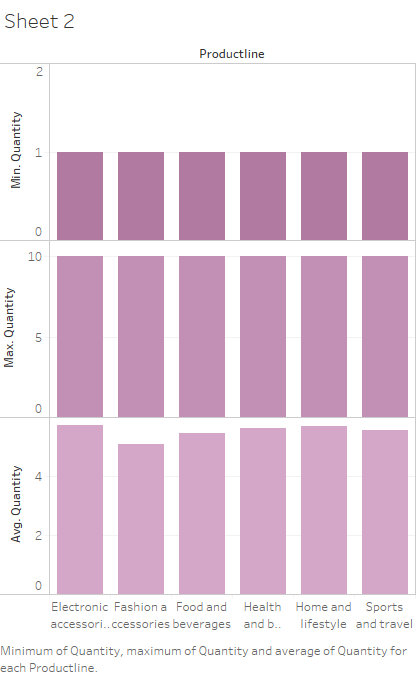 Sheet 2
Productline
2
Min. Quantity
1
0
10
Max. Quantity
5
0
4
Avg. Quantity
2
0
Electronic Fashion a Food and Health Home and Sports
accessori.. ccessories beverages and b.. lifestyle and travel
Minimum of Quantity, maximum of Quantity and average of Quantity for
each Productline.